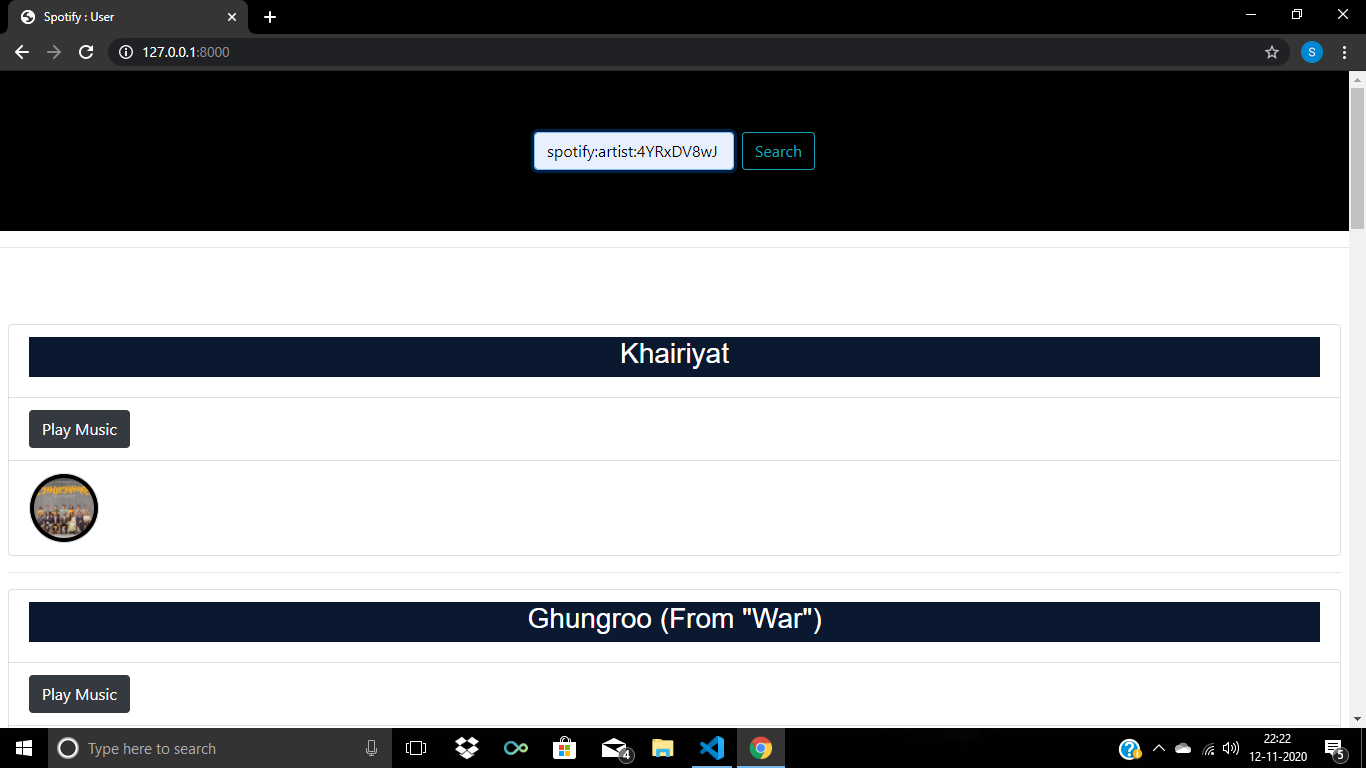 Spotify : User
127.0.0.1:8000
S
spotify:artist:4YRxDV8wJ
Search
Khairiyat
Play Music
Ghungroo (From "War")
Play Music
Type here to search
4
22:22
12-11-2020
5